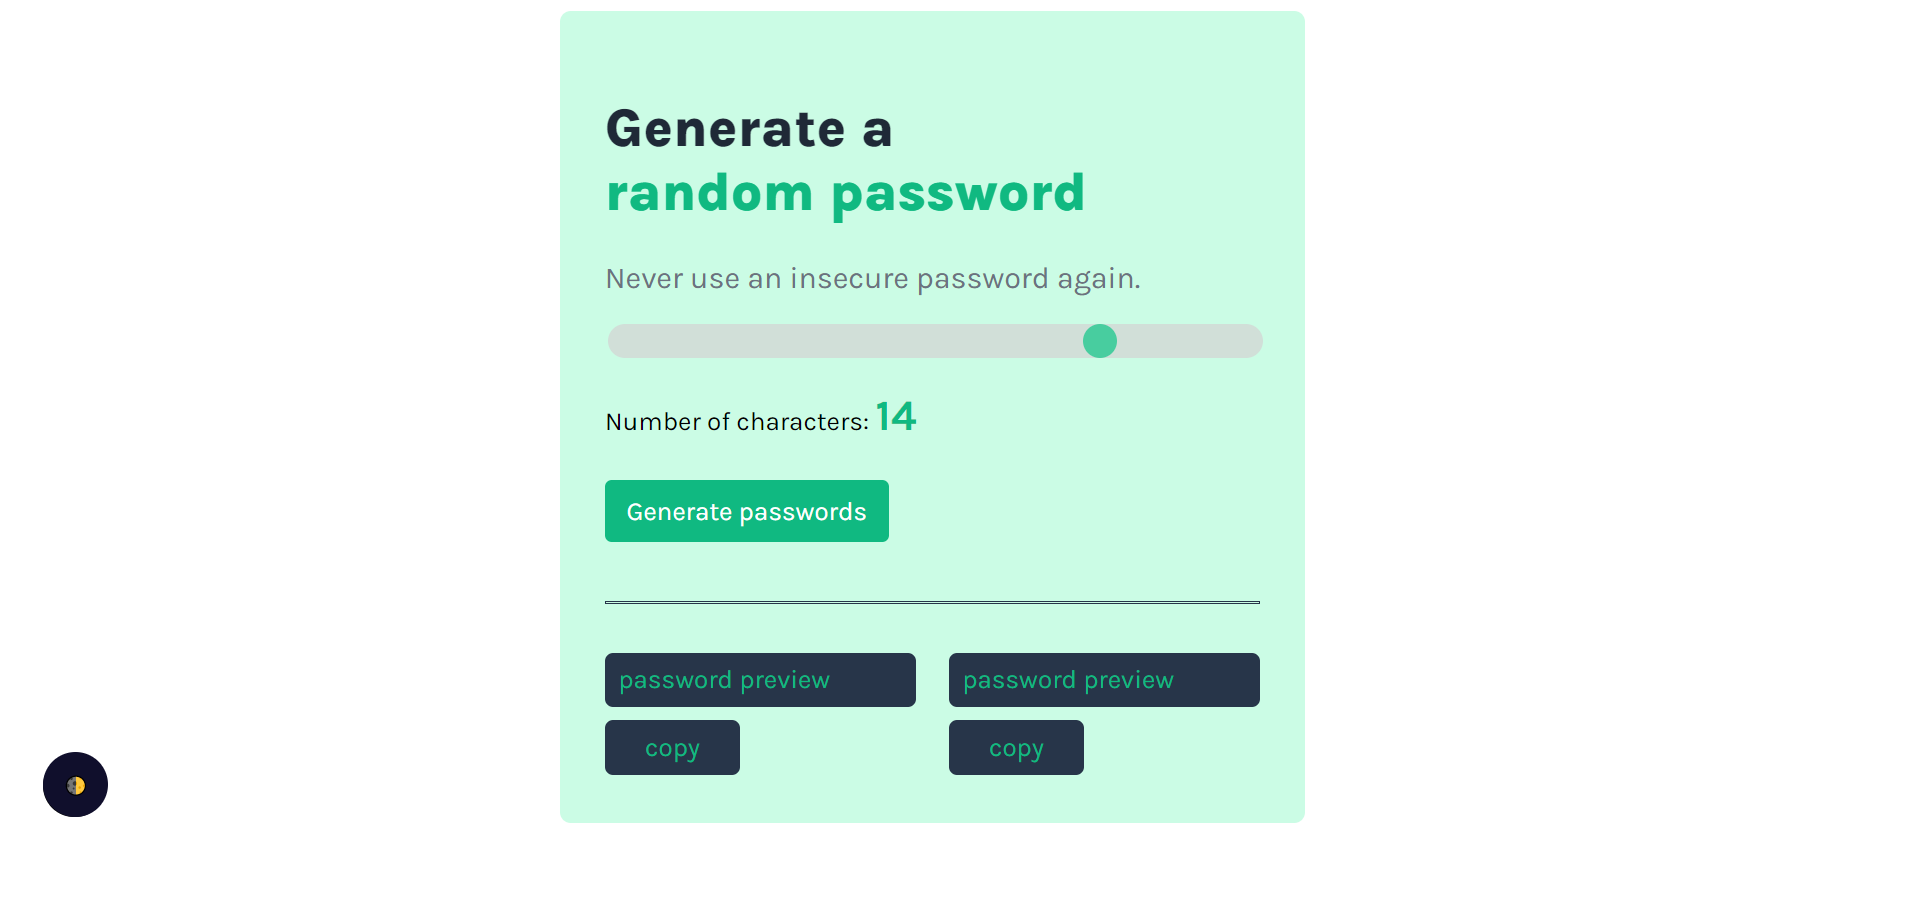 Generate a
random password
Never use an insecure password again.
Number of characters: 14
Generate passwords
password preview
password preview
copy
copy